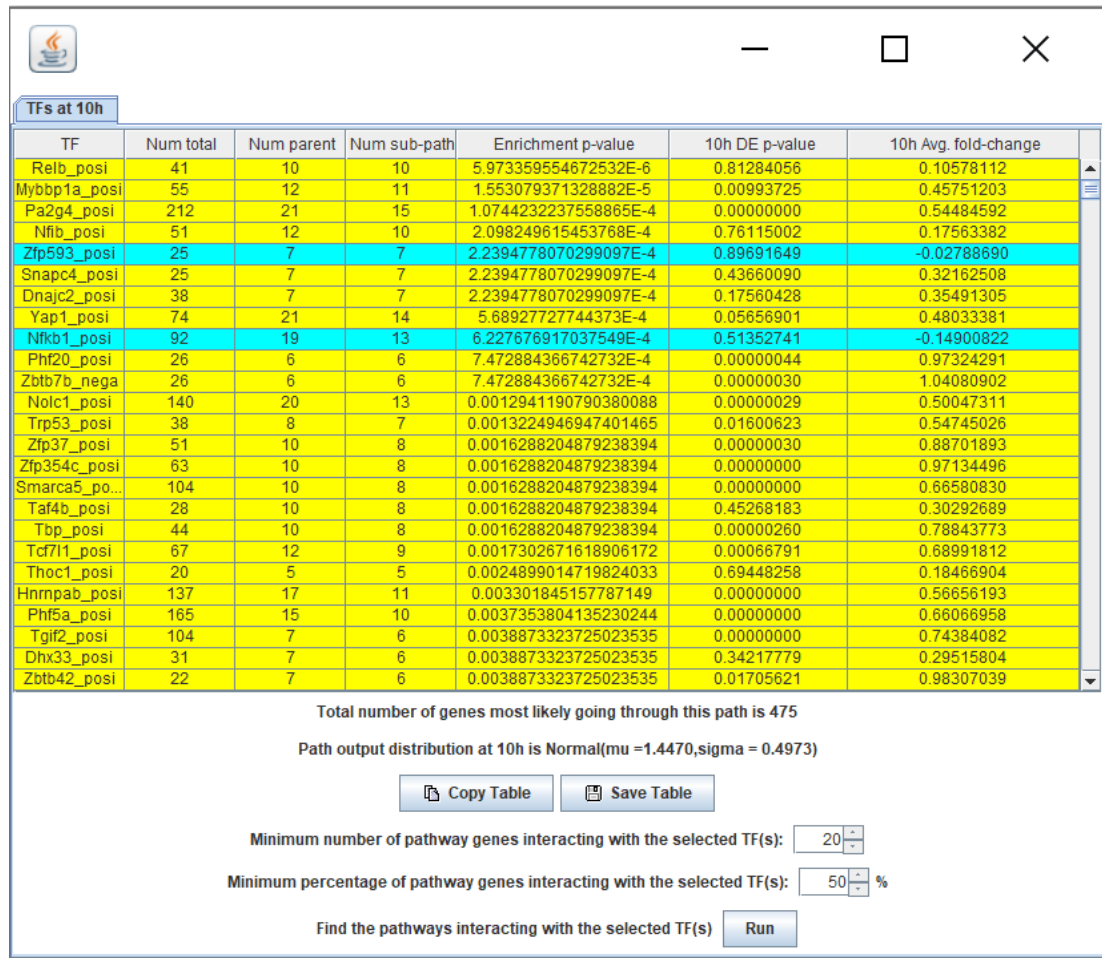 TFs at 10h
TF Num total Num parent Num sub-path Enrichment p-value 10h DE p-value 10h Avg. fold-change
Relb_posi 41 10 10 5.9733595546725​32E-6 0.81284056 0.10578112
Mybbp1a_posi 55 12 11 1.553079371328882E-5 0.00993725 0.45751203
Pa2g4_posi 212 21 15 1.0744232237558865E-4 0.00000000 0.54484592
Nfib_posi 51 12 10 2.098249615453768E-4 0.76115002 0.17563382
Zfp593_posi 25 7 7 2.2394778070299097E-4 0.89691649 -0.02788690
Snapc4_posi 25 7 7 2.2394778070299097E-4 0.43660090 0.32162508
Dnajc2_posi 38 7 7 2.2394778070299097E-4 0.17560428 0.35491305
Yap1_posi 74 21 14 5.68927727744373E-4 0.05656901 0.48033381
Nfkb1_posi 92 19 13 6.227676917037549E-4 0.51352741 -0.14900822
Phf20_posi 26 6 6 7.472884366742732E-4 0.00000044 0.97324291
Zbtb7b_nega 26 6 6 7.472884366742732E-4 0.00000030 1.04080902
Nolc1_posi 140 20 13 0.0012941190790380088 0.00000029 0.50047311
Trp53_posi 38 8 7 0.0013224946947401465 0.01600623 0.54745026
Zfp37_posi 51 10 8 0.0016288204879238394 0.00000030 0.88701893
Zfp354c_posi 63 10 8 0.0016288204879238394 0.00000000 0.97134496
Smarca5_po... 104 10 8 0.0016288204879238394 0.00000000 0.66580830
Taf4b_posi 28 10 8 0.0016288204879238394 0.45268183 0.30292689
Tbp_posi 44 10 8 0.0016288204879238394 0.00000260 0.78843773
Tcf7l1_posi 67 12 9 0.0017302671618906172 0.00066791 0.68991812
Thoc1_posi 20 5 5 0.0024899014719824033 0.69448258 0.18466904
Hnrnpab_posi 137 17 11 0.003301845157787149 0.00000000 0.56656193
Phf5a_posi 165 15 10 0.0037353804135230244 0.00000000 0.66066958
Tgif2_posi 104 7 6 0.0038873323725023535 0.00000000 0.74384082
Dhx33_posi 31 7 6 0.0038873323725023535 0.34217779 0.29515804
Zbtb42_posi 22 7 6 0.0038873323725023535 0.01705621 0.98307039
Total number of genes most likely going through this path is 475
Path output distribution at 10h is Normal(mu =1.4470,sigma = 0.4973)
Copy Table Save Table
Minimum number of pathway genes interacting with the selected TF(s): 20
Minimum percentage of pathway genes interacting with the selected TF(s): 50 %
Find the pathways interacting with the selected TF(s) Run